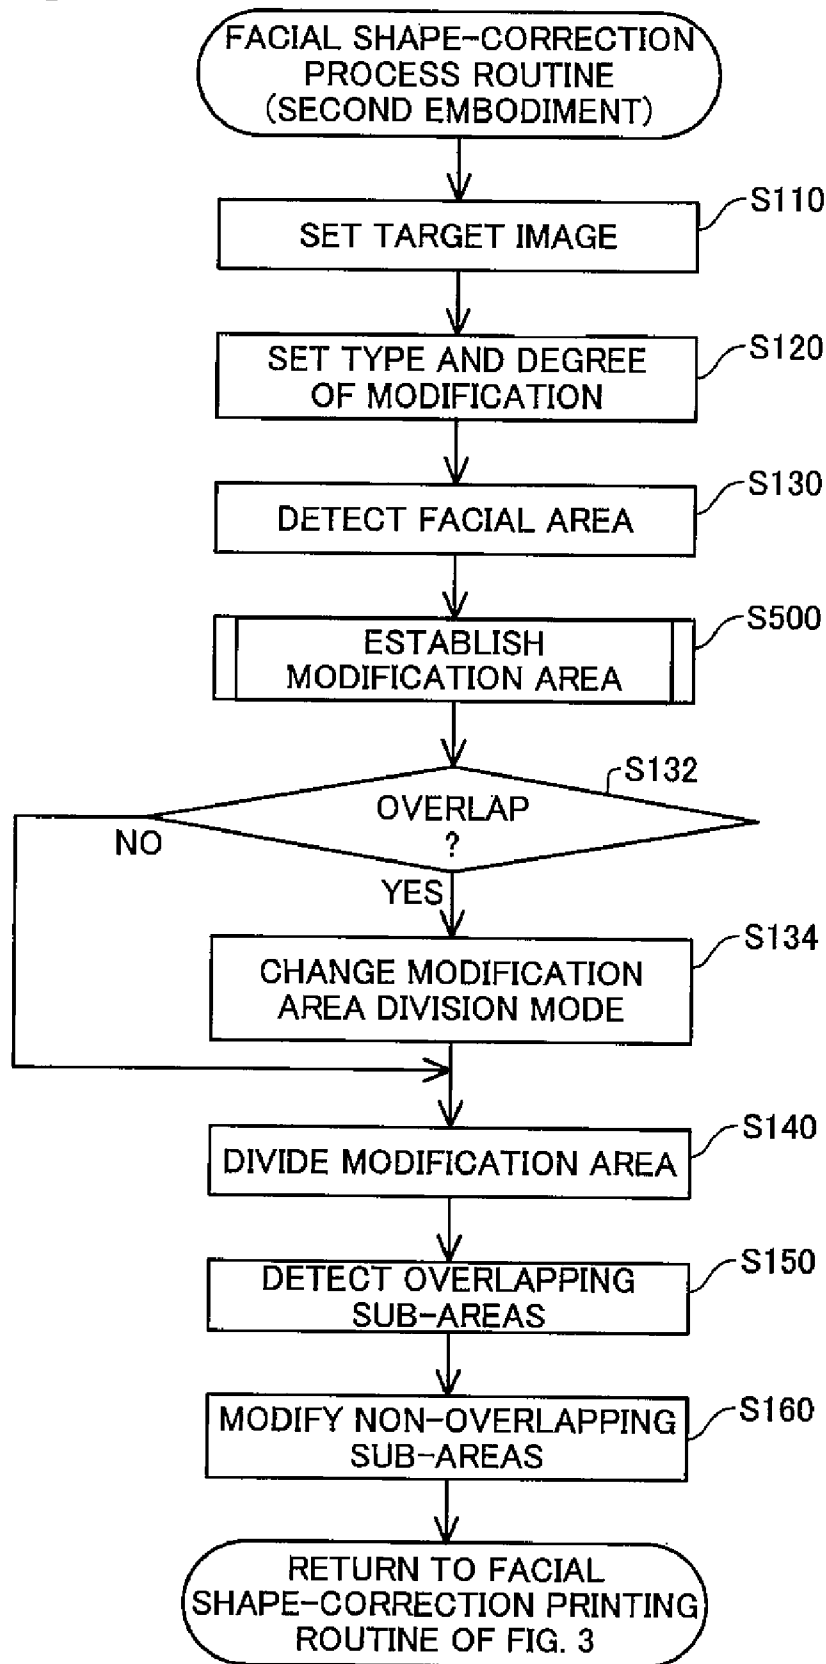 FACIAL SHAPE-CORRECTION
PROCESS ROUTINE
(SECOND EMBODIMENT)
S110
SET TARGET IMAGE
S120
SET TYPE AND DEGREE
OF MODIFICATION
S130
DETECT FACIAL AREA
S500
ESTABLISH
MODIFICATION AREA
S132
OVERLAP
?
NO
YES
S134
CHANGE MODIFICATION
AREA DIVISION MODE
S140
DIVIDE MODIFICATION AREA
S150
DETECT OVERLAPPING
SUB-AREAS
S160
MODIFY NON-OVERLAPPING
SUB-AREAS
RETURN TO FACIAL
SHAPE-CORRECTION PRINTING
ROUTINE OF FIG. 3